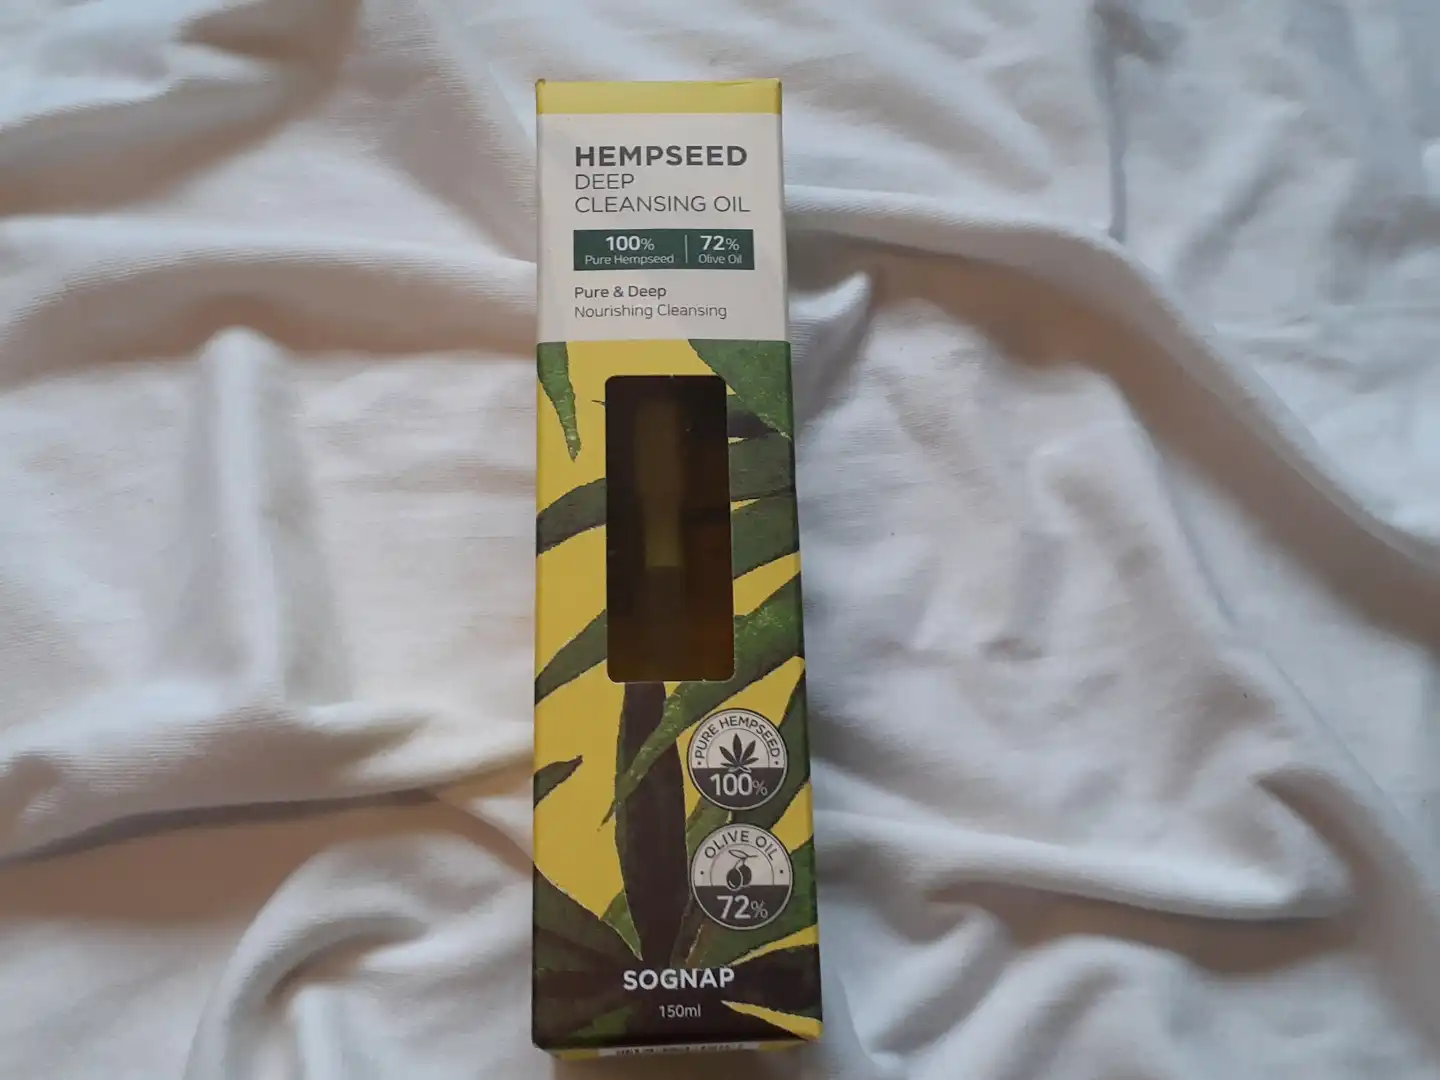 HEMPSEED
DEEP
CLEANSING OIL
100% 72%
Pure Hempseed Olive Oil
Pure & Deep
Nourishing Cleansing
PURE HEMPSEED
100%
OLIVE OIL
72%
SOGNAP
150ml